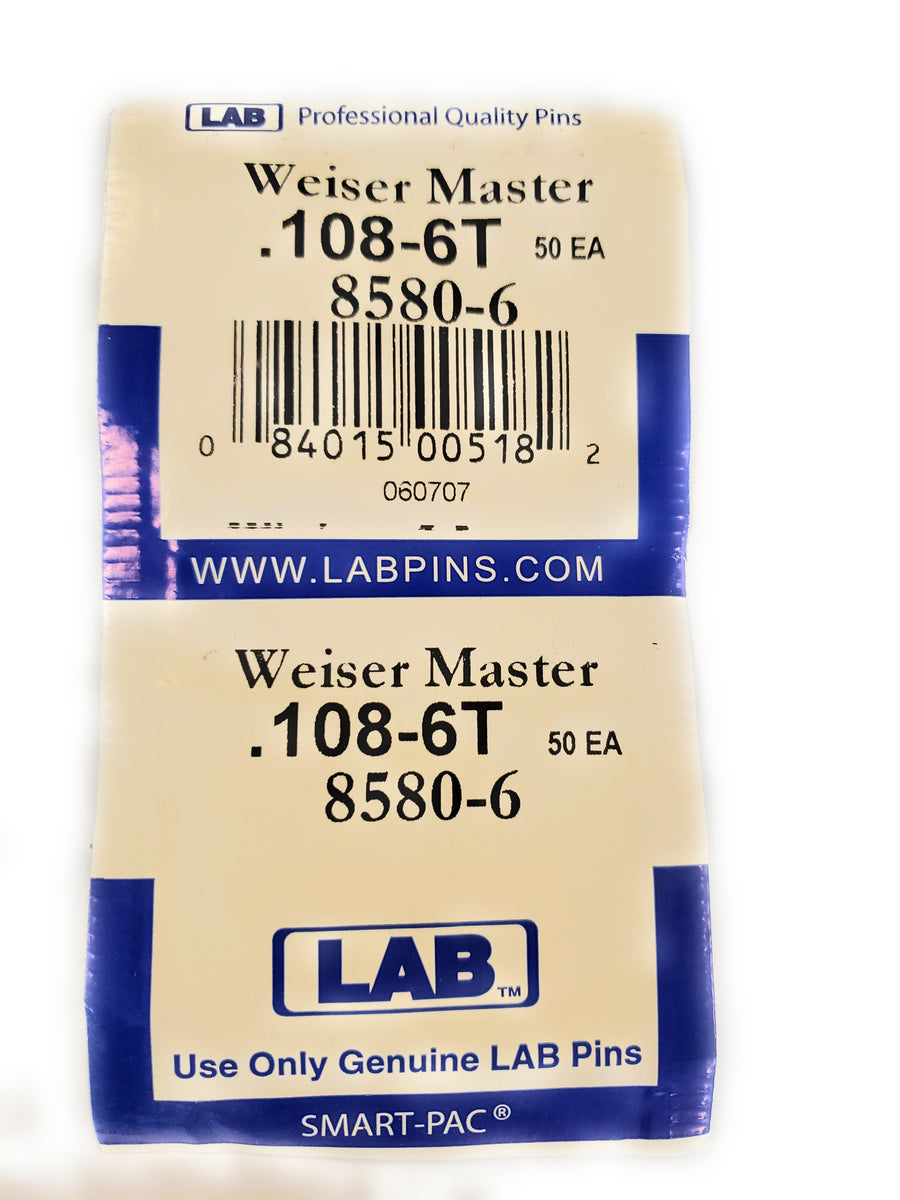 LAB Professional Quality Pins
Weiser Master
.108-6T 50 EA
8580-6
0 84015 00518 2
060707
WWW.LABPINS.COM
Weiser Master
.108-6T 50 EA
8580-6
LAB™
Use Only Genuine LAB Pins
SMART-PAC®